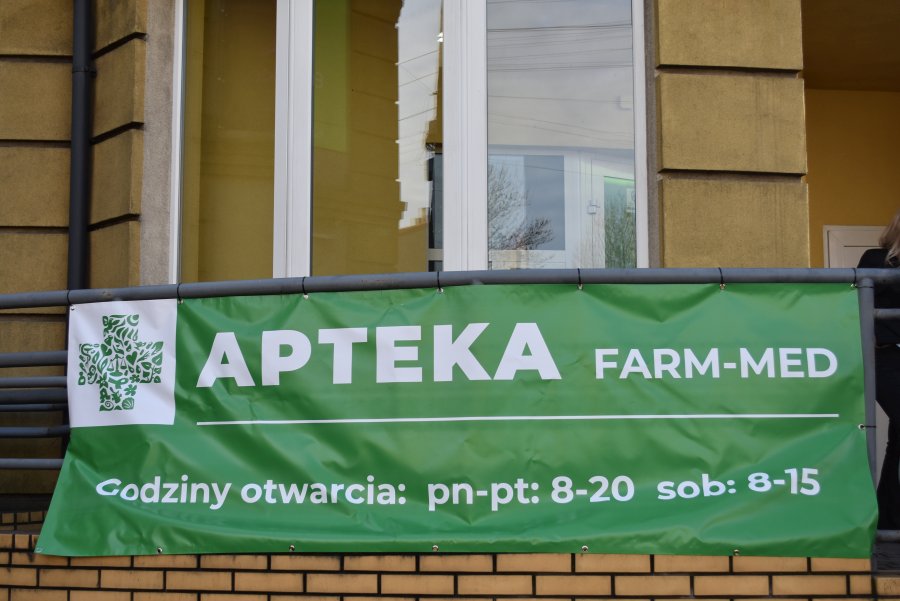 APTEKA FARM-MED
Godziny otwarcia: pn-pt: 8-20 sob: 8-15